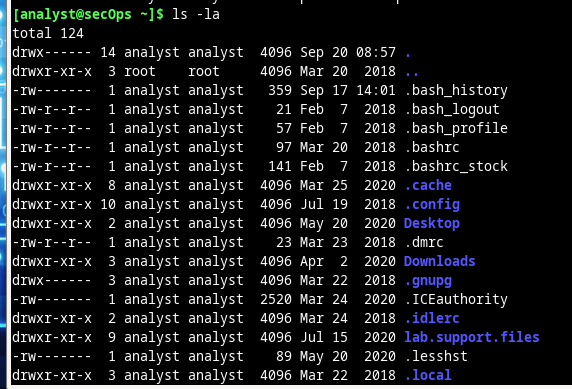 [analyst@secOps ~]$ ls -la
total 124
drwx------ 14 analyst analyst  4096 Sep 20 08:57 .
drwxr-xr-x  3 root    root     4096 Mar 20  2018 ..
-rw-------  1 analyst analyst   359 Sep 17 14:01 .bash_history
-rw-r--r--  1 analyst analyst    21 Feb  7  2018 .bash_logout
-rw-r--r--  1 analyst analyst    57 Feb  7  2018 .bash_profile
-rw-r--r--  1 analyst analyst    97 Mar 20  2018 .bashrc
-rw-r--r--  1 analyst analyst   141 Feb  7  2018 .bashrc_stock
drwxr-xr-x  8 analyst analyst  4096 Mar 25  2020 .cache
drwxr-xr-x 10 analyst analyst  4096 Jul 19  2018 .config
drwxr-xr-x  2 analyst analyst  4096 May 20  2020 Desktop
-rw-r--r--  1 analyst analyst    23 Mar 23  2018 .dmrc
drwxr-xr-x  3 analyst analyst  4096 Apr  2  2020 Downloads
drwx------  3 analyst analyst  4096 Mar 22  2018 .gnupg
-rw-------  1 analyst analyst  2520 Mar 24  2020 .ICEauthority
drwxr-xr-x  2 analyst analyst  4096 Mar 24  2018 .idlerc
drwxr-xr-x  9 analyst analyst  4096 Jul 15  2020 lab.support.files
-rw-------  1 analyst analyst    89 May 20  2020 .lesshst
drwxr-xr-x  3 analyst analyst  4096 Mar 22  2018 .local